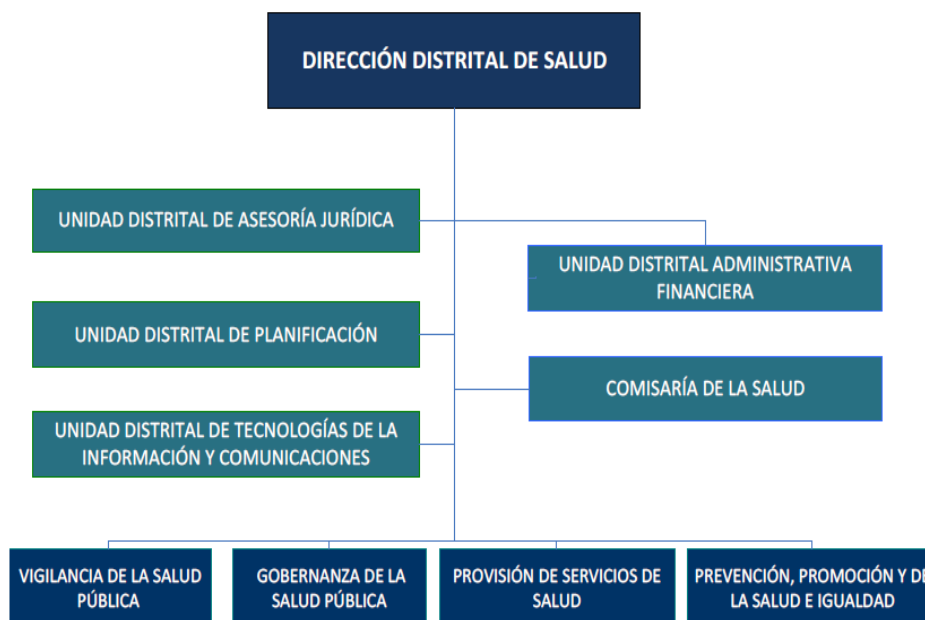 DIRECCIÓN DISTRITAL DE SALUD
UNIDAD DISTRITAL DE ASESORÍA JURÍDICA
UNIDAD DISTRITAL ADMINISTRATIVA
FINANCIERA
UNIDAD DISTRITAL DE PLANIFICACIÓN
COMISARÍA DE LA SALUD
UNIDAD DISTRITAL DE TECNOLOGÍAS DE LA
INFORMACIÓN Y COMUNICACIONES
VIGILANCIA DE LA SALUD
PÚBLICA
GOBERNANZA DE LA
SALUD PÚBLICA
PROVISIÓN DE SERVICIOS DE
SALUD
PREVENCIÓN, PROMOCIÓN Y DE
LA SALUD E IGUALDAD